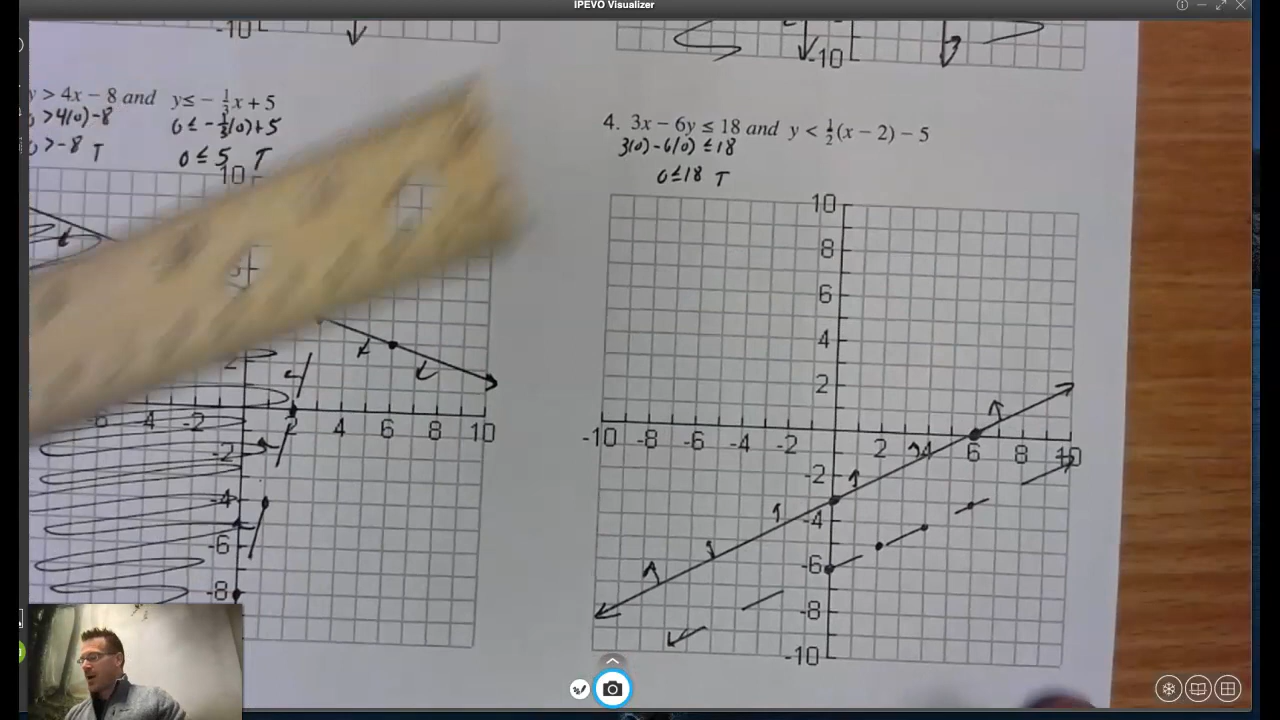 IPEVO Visualizer
-10
-10
y > 4x − 8 and y ≤ − 1/3 x + 5
0 > 4(0) - 8 0 ≤ - 1/3 (0) + 5
0 > -8 T 0 ≤ 5 T
10
2
-6 -4 -2 2 4 6 8 10
-2
-4
-6
-8
4. 3x − 6y ≤ 18 and y < 1/2 (x − 2) − 5
3(0) - 6(0) ≤ 18
0 ≤ 18 T
10
8
6
4
2
-10 -8 -6 -4 -2 2 4 6 8 10
-2
-4
-6
-8
-10